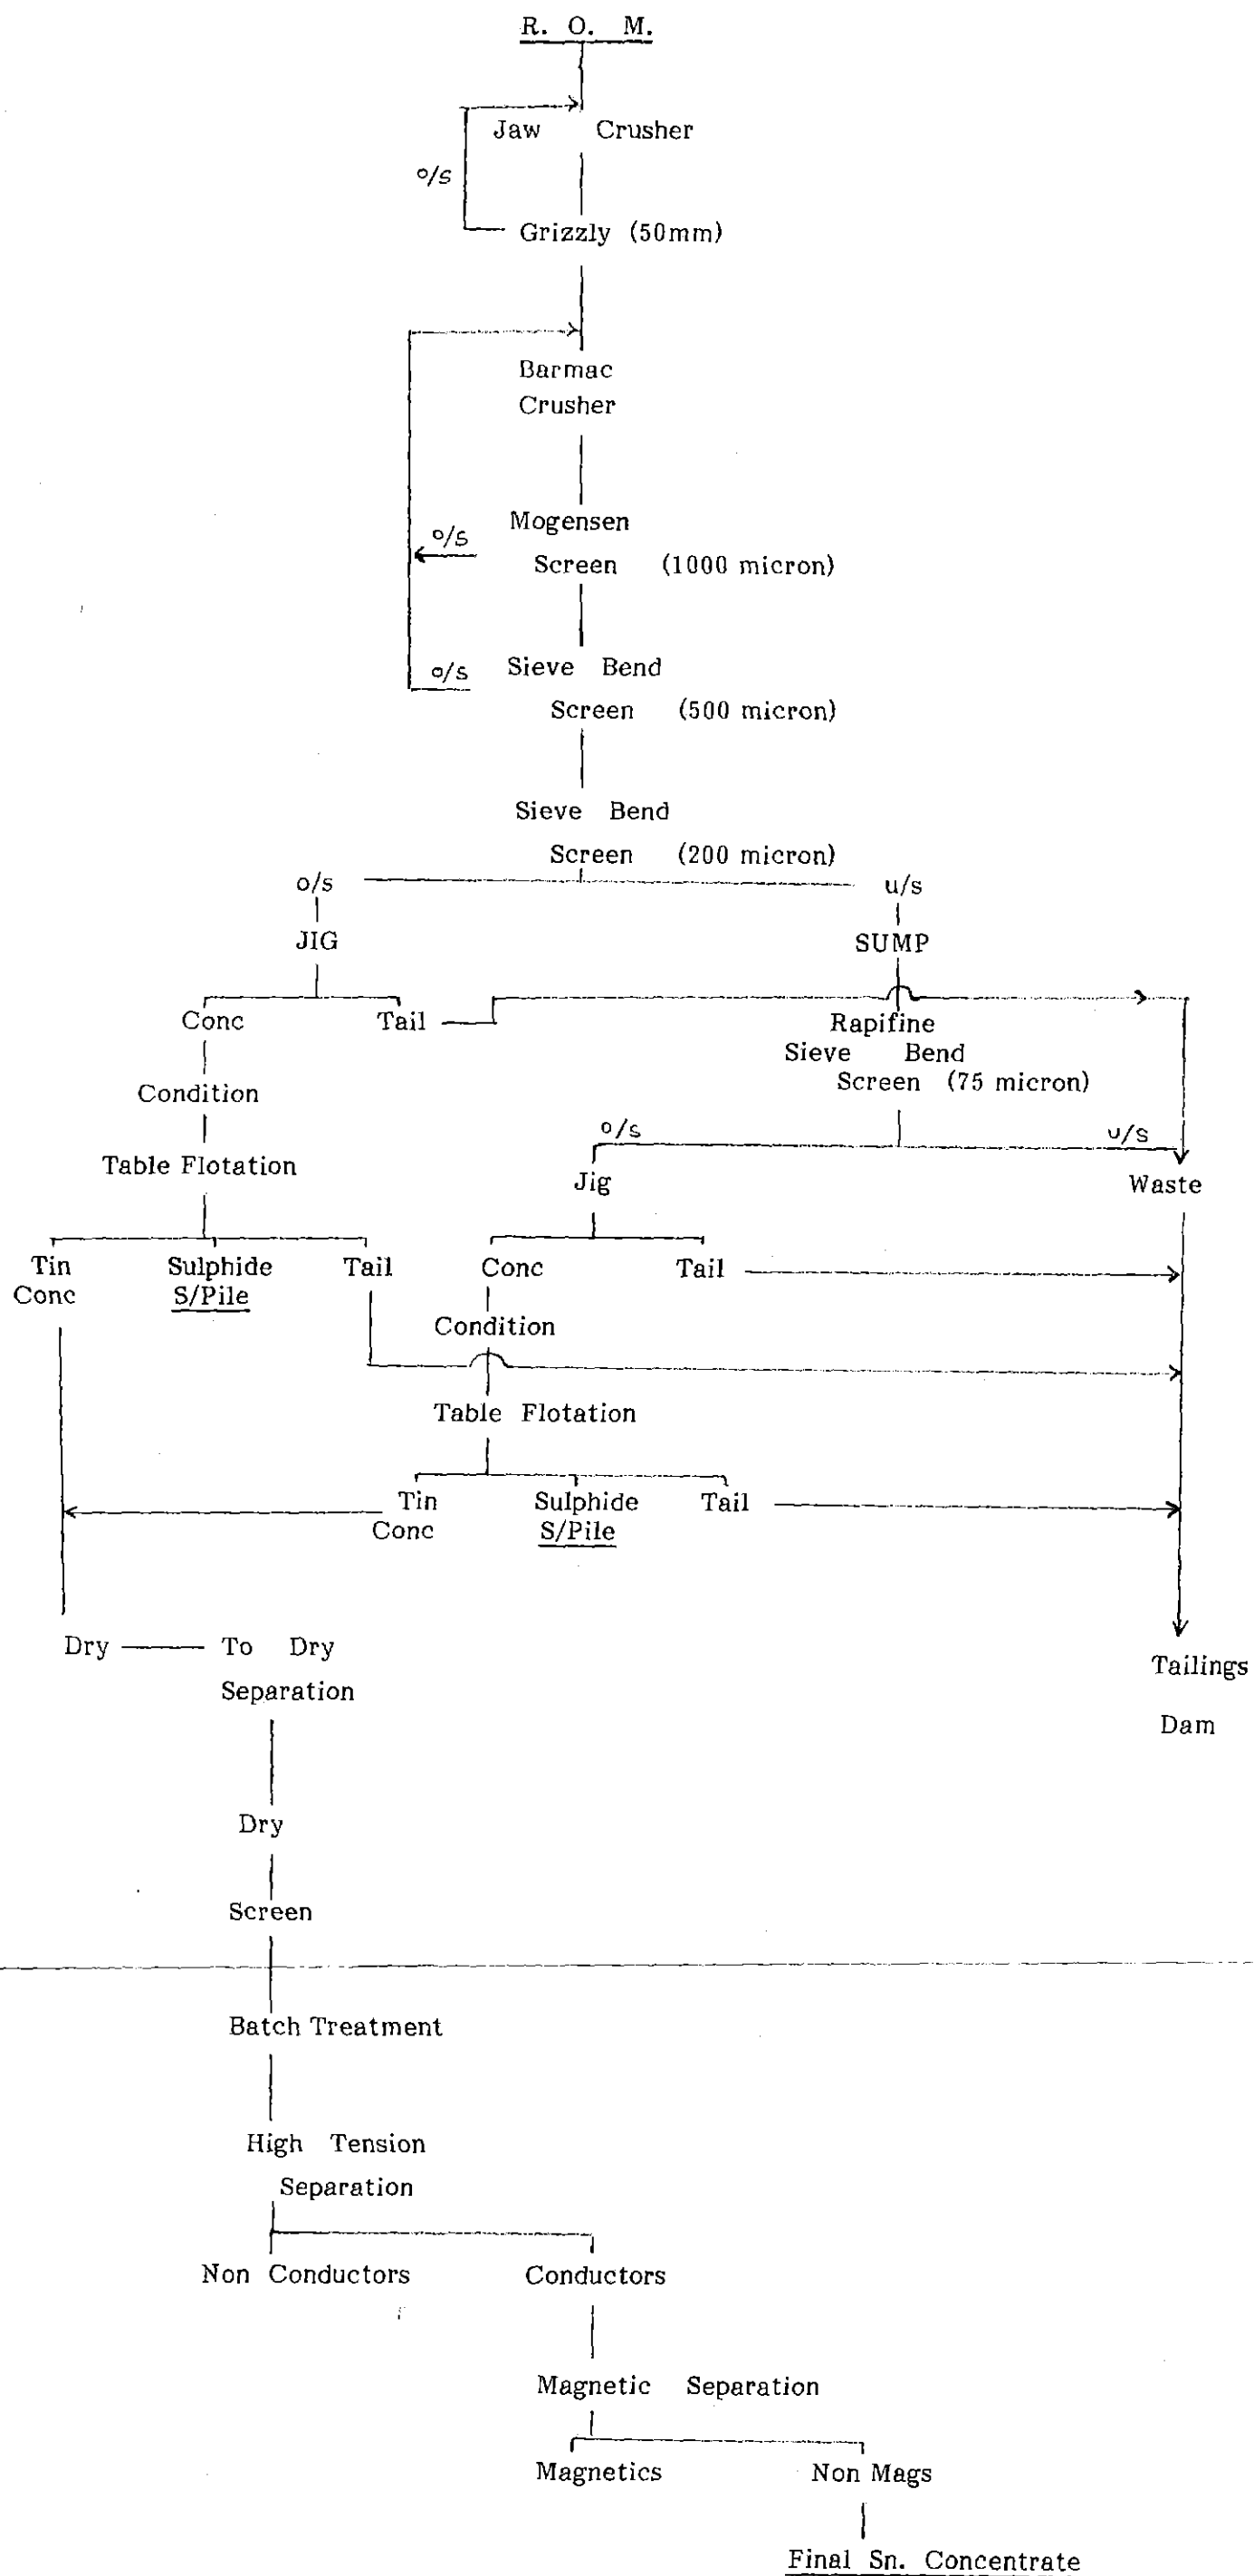 R. O. M.
Jaw Crusher
o/s
Grizzly (50mm)
Barmac
Crusher
Mogensen
o/s
Screen (1000 micron)
Sieve Bend
o/s
Screen (500 micron)
Sieve Bend
Screen (200 micron)
o/s
u/s
JIG
SUMP
Conc
Tail
Rapifine
Sieve Bend
Screen (75 micron)
Condition
o/s
u/s
Table Flotation
Jig
Waste
Tin
Conc
Sulphide
S/Pile
Tail
Conc
Tail
Condition
Table Flotation
Tin
Conc
Sulphide
S/Pile
Tail
Dry
To Dry
Separation
Tailings
Dam
Dry
Screen
Batch Treatment
High Tension
Separation
Non Conductors
Conductors
Magnetic Separation
Magnetics
Non Mags
Final Sn. Concentrate